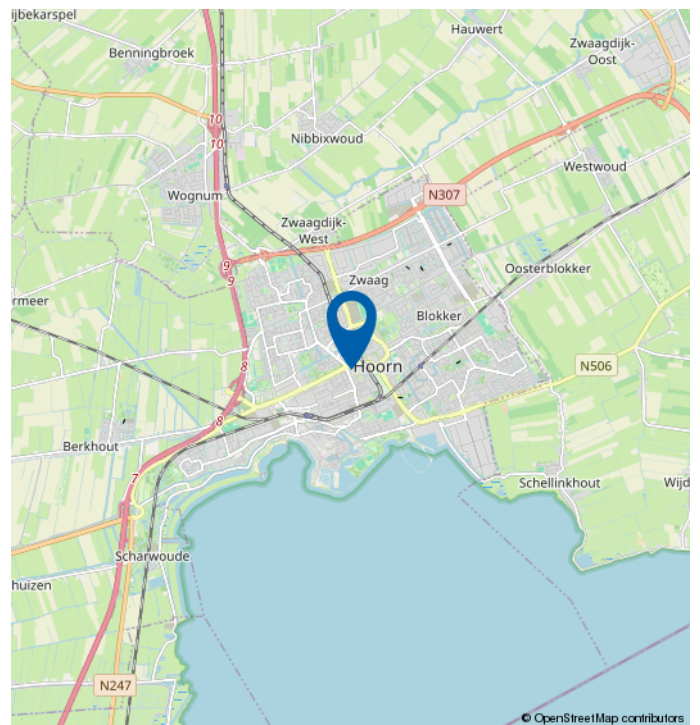 ijbekarspel
Hauwert
Benningbroek
Zwaagdijk-
Oost
10
10
Nibbixwoud
Westwoud
Wognum
N307
Zwaagdijk-
West
9
9
Zwaag
Oosterblokker
ermeer
Blokker
8
Hoorn
N506
8
Berkhout
7
Schellinkhout
Wijd
Scharwoude
huizen
N247
© OpenStreetMap contributors